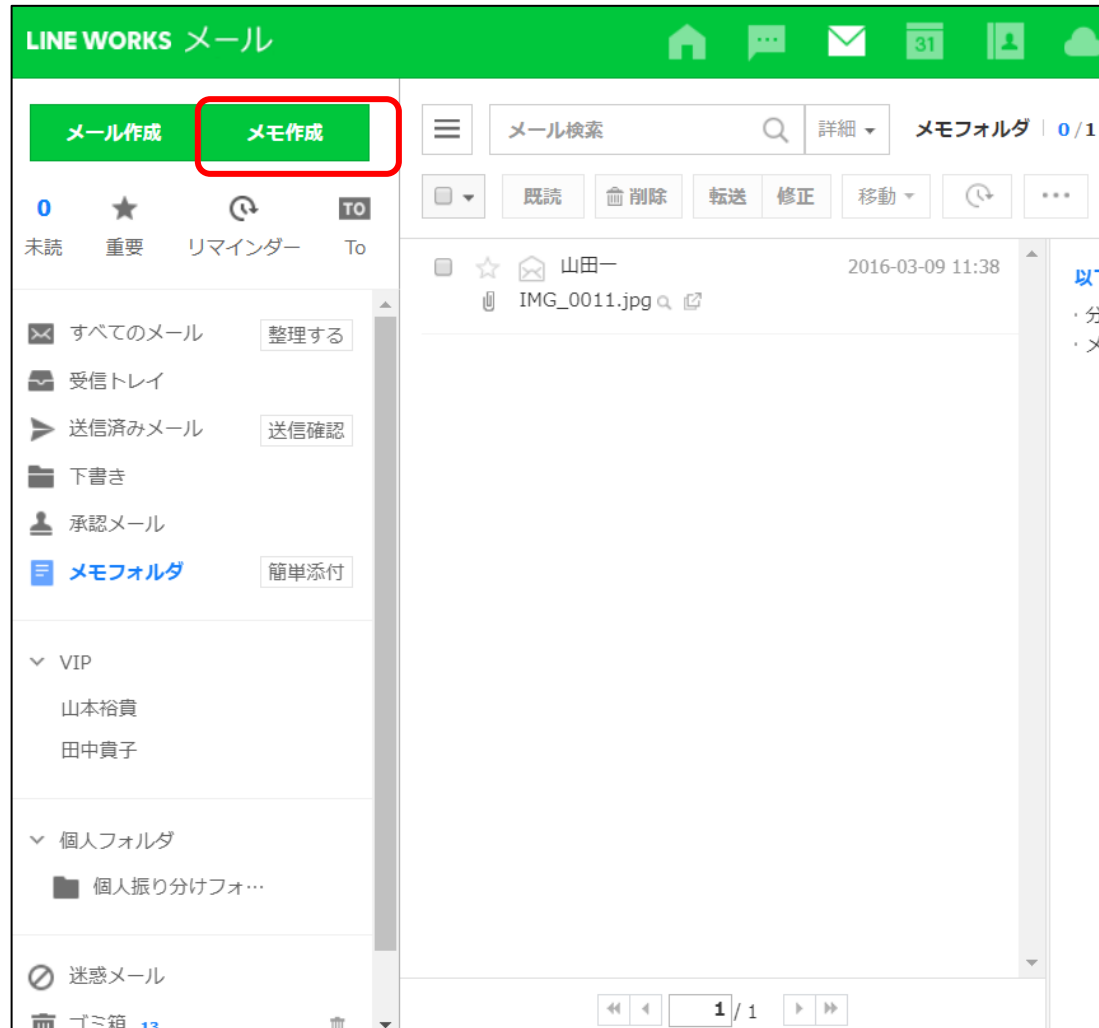 LINE WORKS メール
31
メール作成 メモ作成
メール検索 詳細 メモフォルダ 0/1
0
TO
未読 重要 リマインダー To
既読 削除 転送 修正 移動
山田一 2016-03-09 11:38
IMG_0011.jpg
すべてのメール 整理する
受信トレイ
送信済みメール 送信確認
下書き
承認メール
メモフォルダ 簡単添付
VIP
山本裕貴
田中貴子
個人フォルダ
個人振り分けフォ…
迷惑メール
ゴミ箱 13
1 / 1